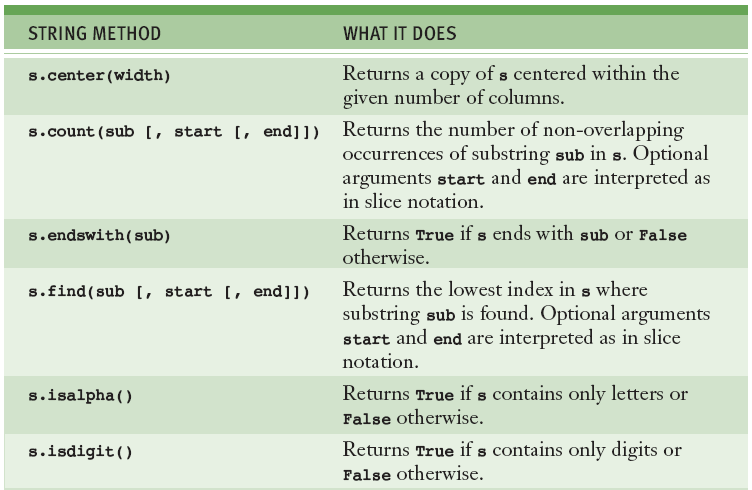 STRING METHOD WHAT IT DOES
s.center(width) Returns a copy of s centered within the
given number of columns.
s.count(sub [, start [, end]]) Returns the number of non-overlapping
occurrences of substring sub in s. Optional
arguments start and end are interpreted as
in slice notation.
s.endswith(sub) Returns True if s ends with sub or False
otherwise.
s.find(sub [, start [, end]]) Returns the lowest index in s where
substring sub is found. Optional arguments
start and end are interpreted as in slice
notation.
s.isalpha() Returns True if s contains only letters or
False otherwise.
s.isdigit() Returns True if s contains only digits or
False otherwise.